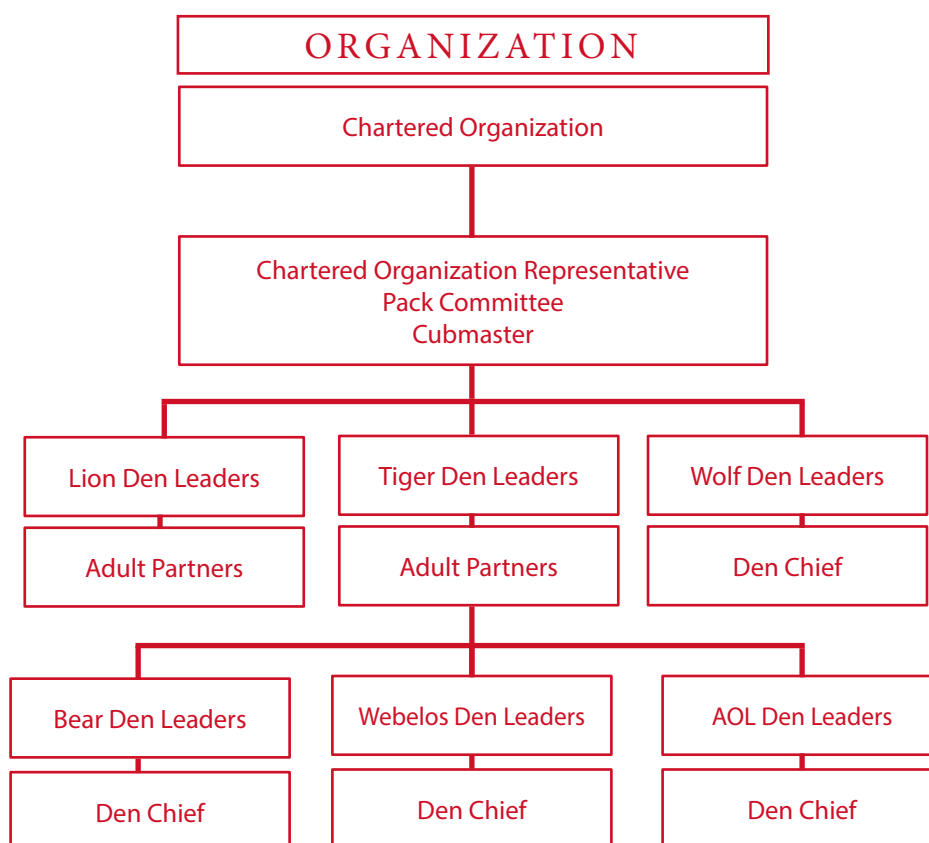 ORGANIZATION
Chartered Organization
Chartered Organization Representative
Pack Committee
Cubmaster
Lion Den Leaders
Tiger Den Leaders
Wolf Den Leaders
Adult Partners
Adult Partners
Den Chief
Bear Den Leaders
Webelos Den Leaders
AOL Den Leaders
Den Chief
Den Chief
Den Chief